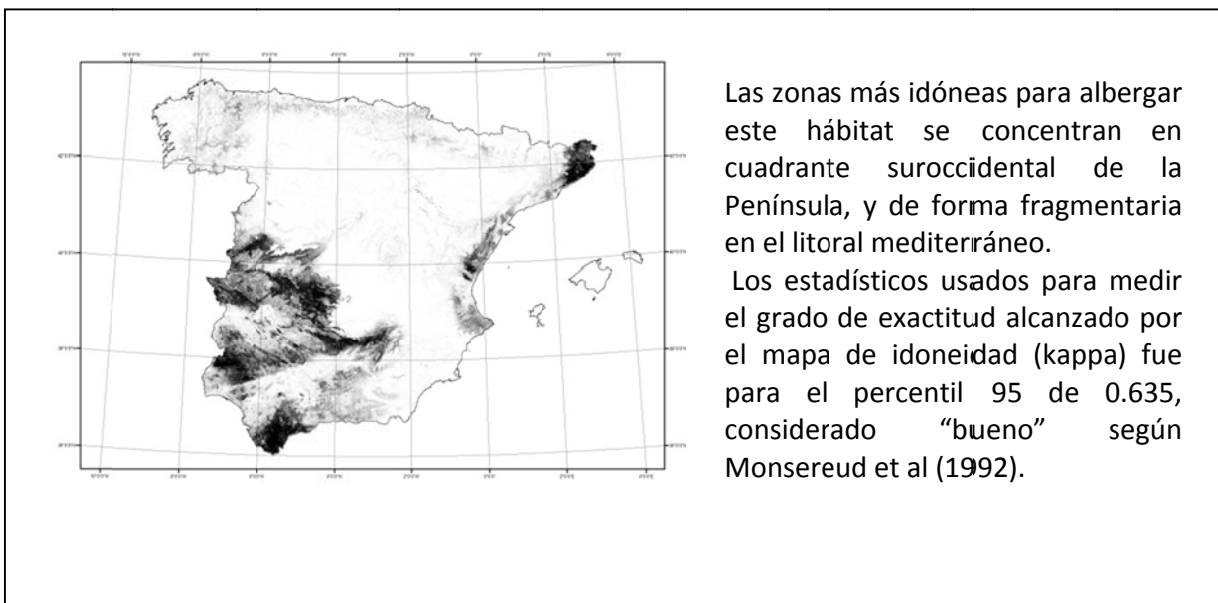 Las zonas más idóneas para albergar
este hábitat se concentran en
cuadrante suroccidental de la
Península, y de forma fragmentaria
en el litoral mediterráneo.
Los estadísticos usados para medir
el grado de exactitud alcanzado por
el mapa de idoneidad (kappa) fue
para el percentil 95 de 0.635,
considerado “bueno” según
Monsereud et al (1992).